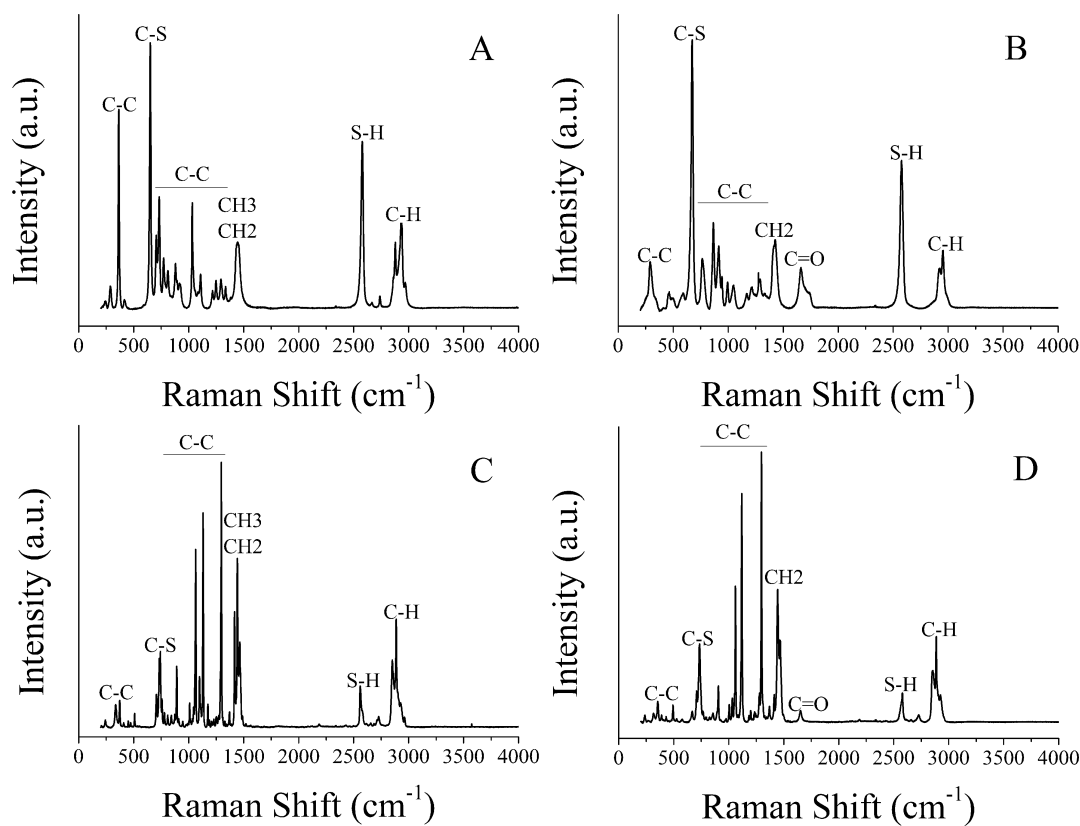 A
C-S
C-C
C-C
CH3
CH2
S-H
C-H
Intensity (a.u.)
0 500 1000 1500 2000 2500 3000 3500 4000
Raman Shift (cm-1)
B
C-S
C-C
C-C
CH2
C=O
S-H
C-H
Intensity (a.u.)
0 500 1000 1500 2000 2500 3000 3500 4000
Raman Shift (cm-1)
C
C-C
CH3
CH2
C-S
C-C
S-H
C-H
Intensity (a.u.)
0 500 1000 1500 2000 2500 3000 3500 4000
Raman Shift (cm-1)
D
C-C
CH2
C-S
C-C
C=O
S-H
C-H
Intensity (a.u.)
0 500 1000 1500 2000 2500 3000 3500 4000
Raman Shift (cm-1)